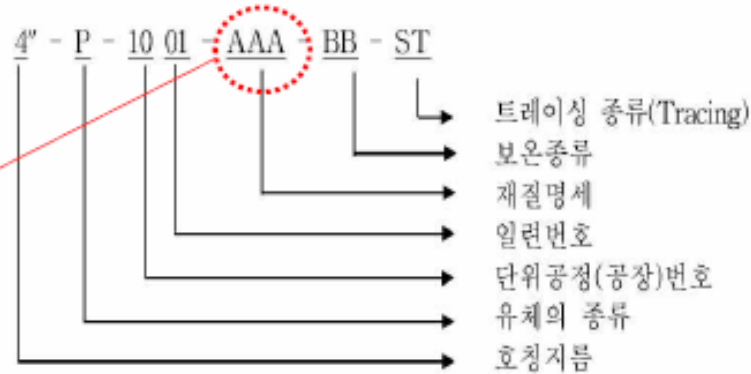 4" - P - 10 01 - AAA - BB - ST
트레이싱 종류(Tracing)
보온종류
재질명세
일련번호
단위공정(공장)번호
유체의 종류
호칭지름